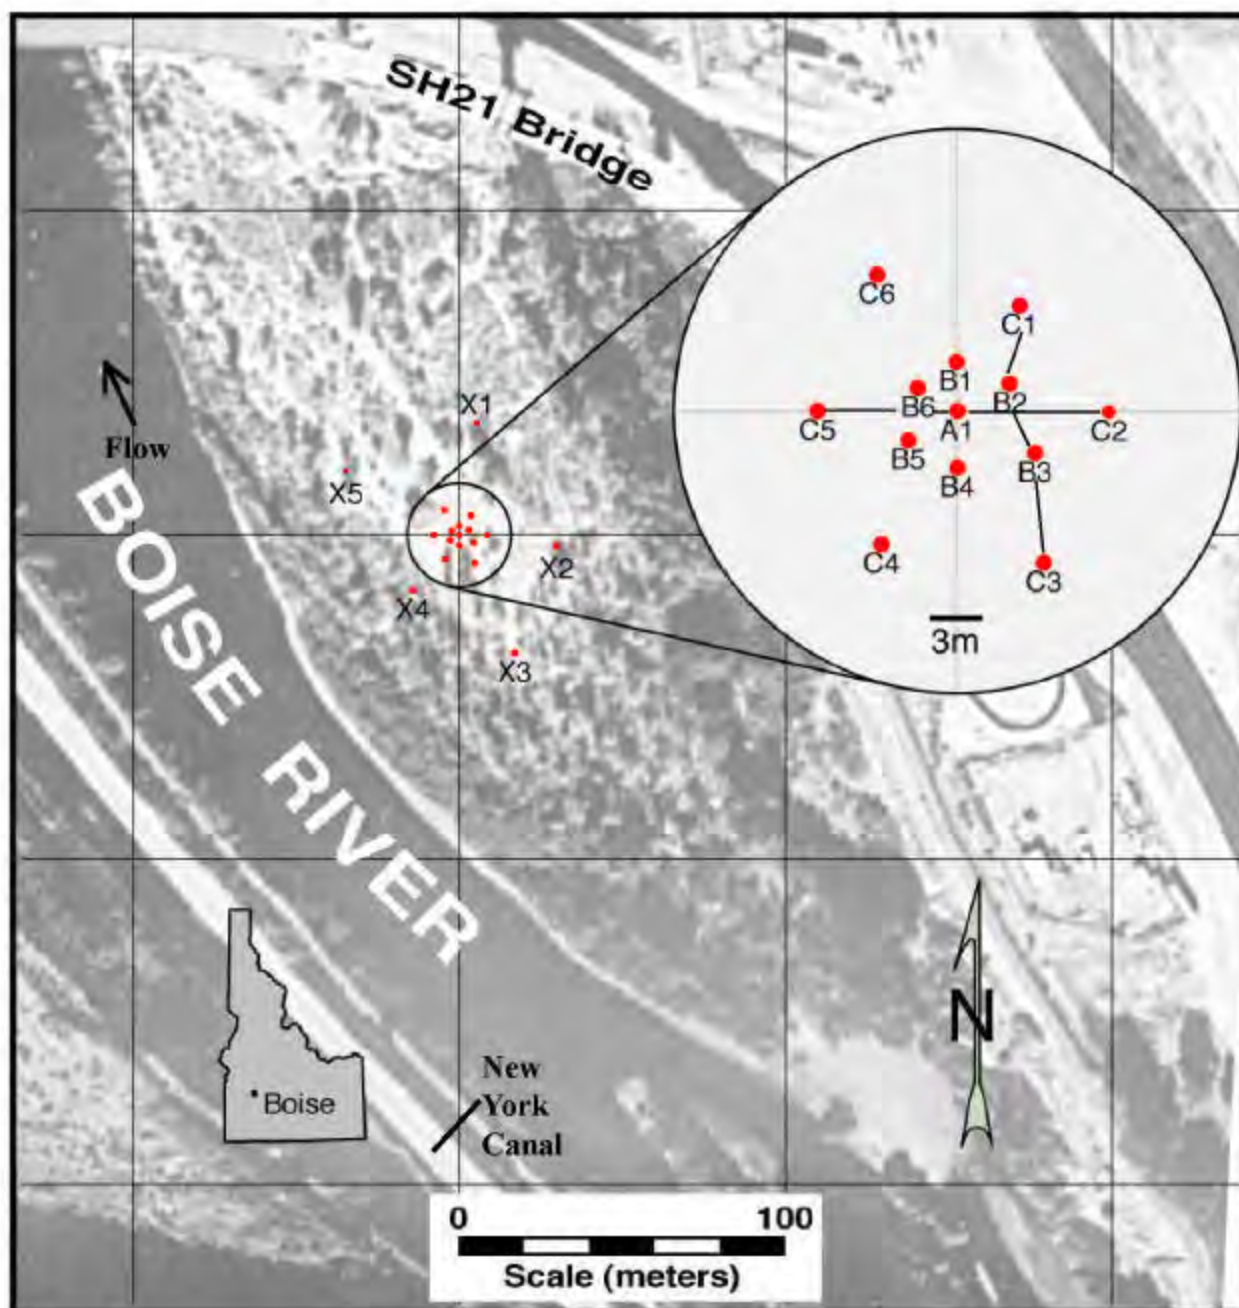 SH21 Bridge
C6
C1
B1
B2
B6
C5
A1
C2
B5
B3
B4
C4
C3
3m
X1
Flow
X5
X2
X4
X3
BOISE RIVER
N
New
York
Canal
Boise
0 100
Scale (meters)